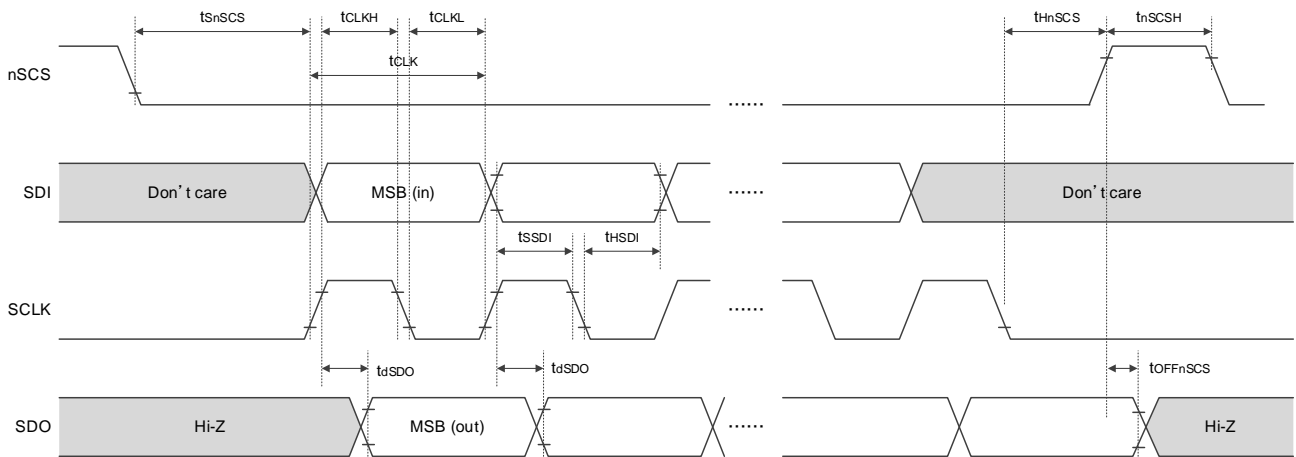 tSnSCS tCLKH tCLKL tHnSCS tnSCSH
tCLK
nSCS
······
SDI Don’t care MSB (in) ······ Don’t care
tSSDI tHSDI
SCLK ······
tdSDO tdSDO tOFFnSCS
SDO Hi-Z MSB (out) ······ Hi-Z